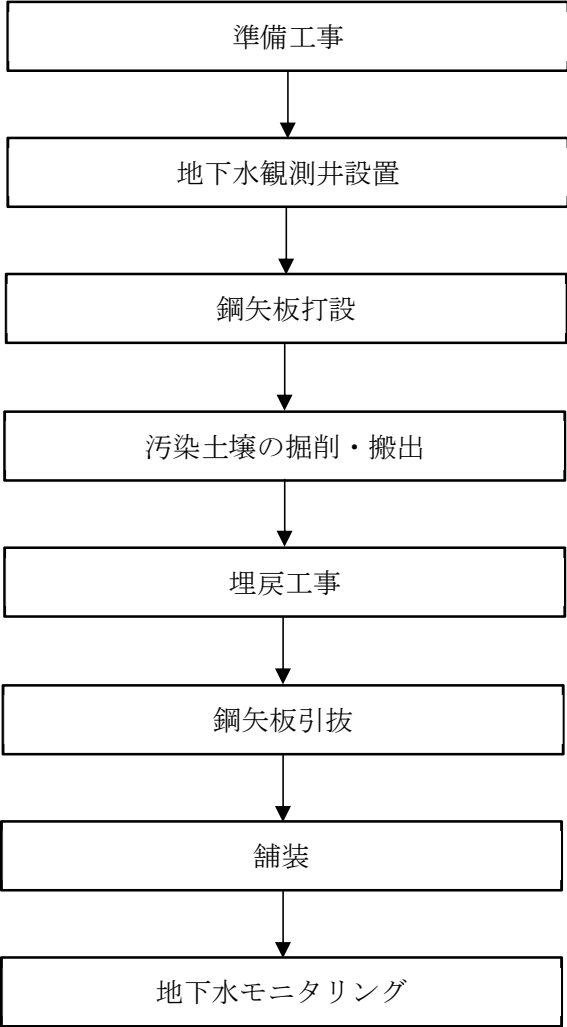 準備工事
地下水観測井設置
鋼矢板打設
汚染土壌の掘削・搬出
埋戻工事
鋼矢板引抜
舗装
地下水モニタリング